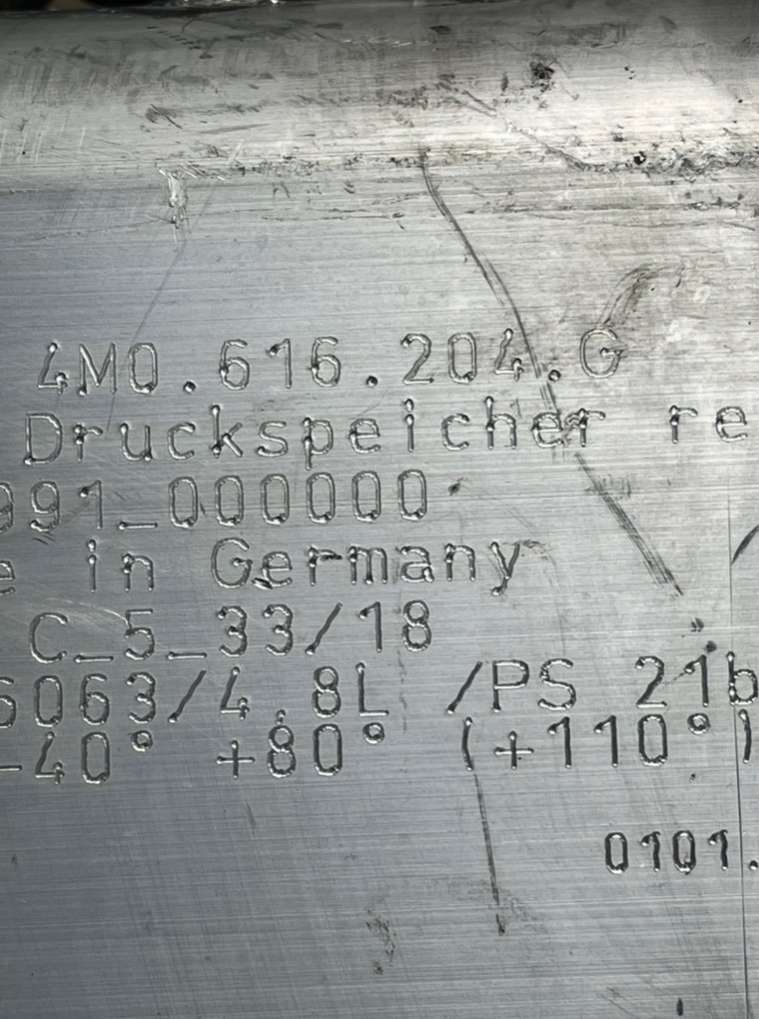 4M0.616.204.G
Druckspeicher re
991_000000
e in Germany
C_5_33/18
6063/4.8L /PS 21b
-40° +80° (+110°)
0101.